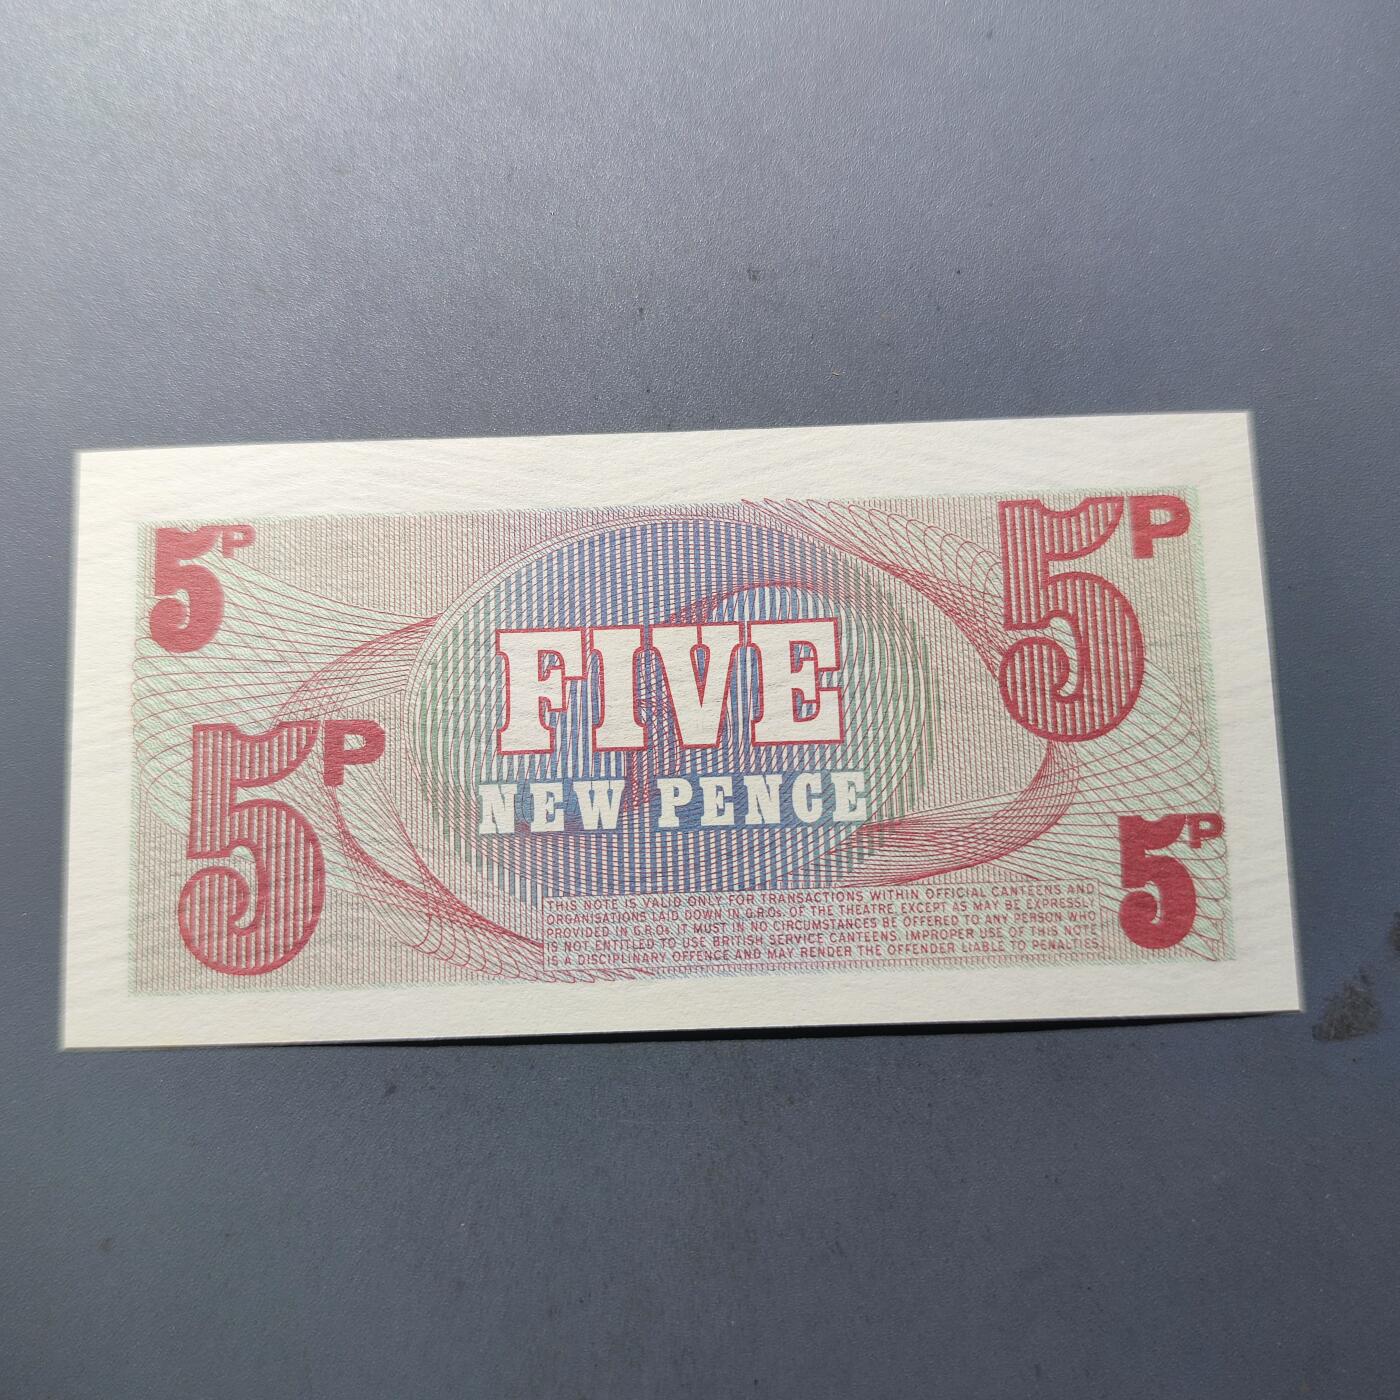 5P
5P
FIVE
NEW PENCE
5P
5P
THIS NOTE IS VALID ONLY FOR TRANSACTIONS WITHIN OFFICIAL CANTEENS AND
ORGANISATIONS LAID DOWN IN G.R.Os. OF THE THEATRE, EXCEPT AS MAY BE EXPRESSLY
PROVIDED IN G.R.Os. IT MUST IN NO CIRCUMSTANCES BE OFFERED TO ANY PERSON WHO
IS NOT ENTITLED TO USE BRITISH SERVICE CANTEENS. IMPROPER USE OF THIS NOTE
IS A DISCIPLINARY OFFENCE AND MAY RENDER THE OFFENDER LIABLE TO PENALTIES.